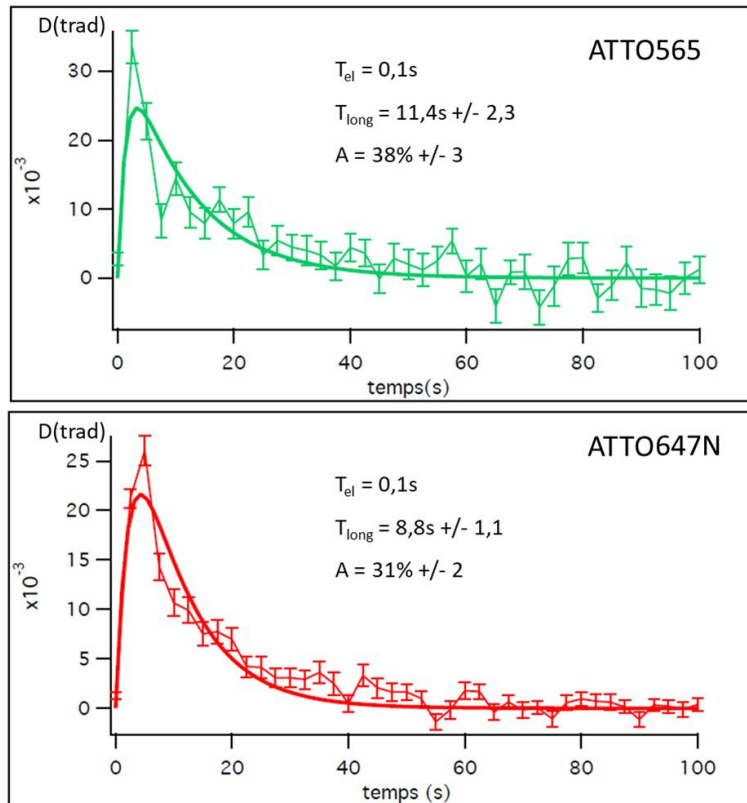 D(trad)
ATTO565
T_el = 0,1s
T_long = 11,4s +/- 2,3
A = 38% +/- 3
x10^-3
30
20
10
0
0 20 40 60 80 100
temps(s)
D(trad)
ATTO647N
T_el = 0,1s
T_long = 8,8s +/- 1,1
A = 31% +/- 2
x10^-3
25
20
15
10
5
0
0 20 40 60 80 100
temps (s)